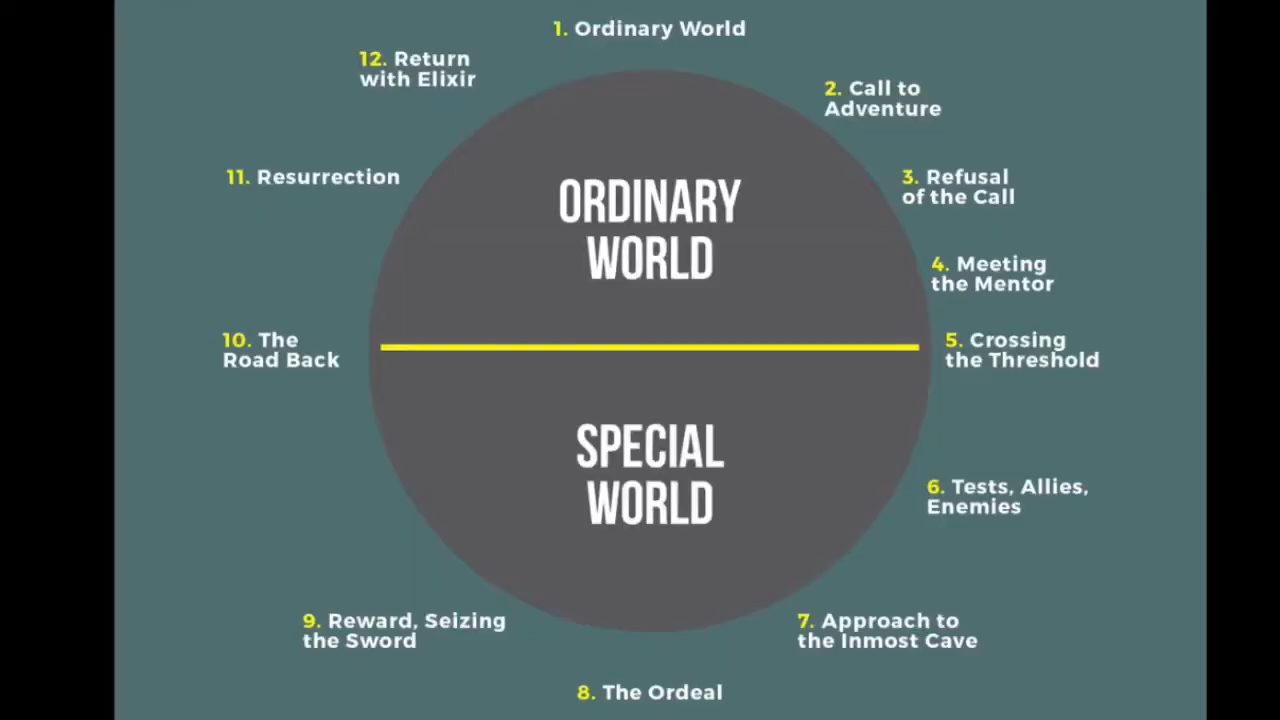 1. Ordinary World
2. Call to
Adventure
3. Refusal
of the Call
4. Meeting
the Mentor
5. Crossing
the Threshold
6. Tests, Allies,
Enemies
7. Approach to
the Inmost Cave
8. The Ordeal
9. Reward, Seizing
the Sword
10. The
Road Back
11. Resurrection
12. Return
with Elixir
ORDINARY
WORLD
SPECIAL
WORLD